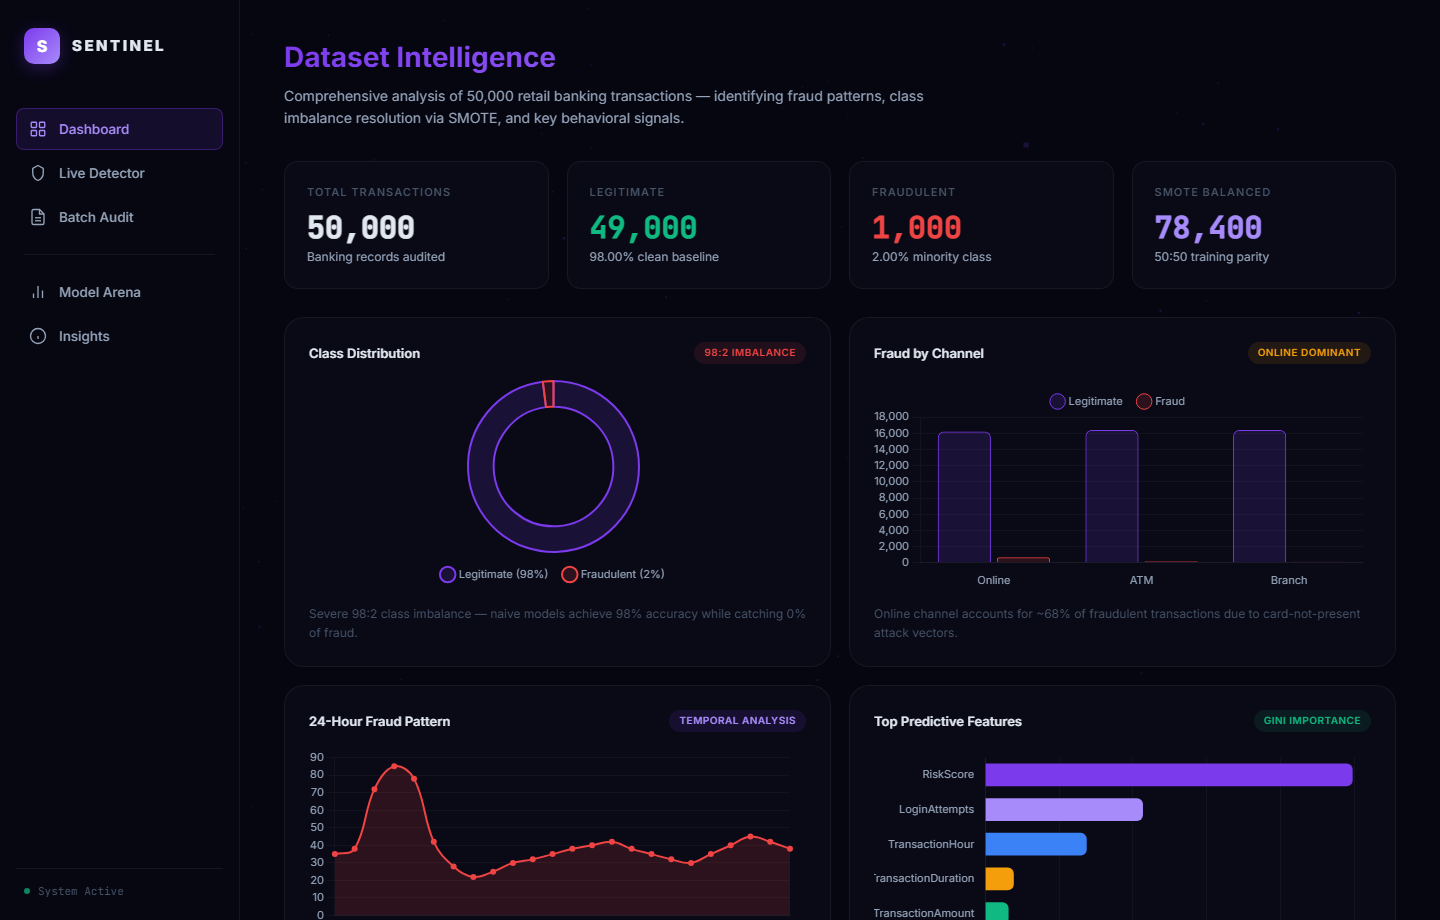 S
SENTINEL
Dashboard
Live Detector
Batch Audit
Model Arena
Insights
System Active
Dataset Intelligence
Comprehensive analysis of 50,000 retail banking transactions — identifying fraud patterns, class
imbalance resolution via SMOTE, and key behavioral signals.
TOTAL TRANSACTIONS
50,000
Banking records audited
LEGITIMATE
49,000
98.00% clean baseline
FRAUDULENT
1,000
2.00% minority class
SMOTE BALANCED
78,400
50:50 training parity
Class Distribution
98:2 IMBALANCE
Legitimate (98%)
Fraudulent (2%)
Severe 98:2 class imbalance — naive models achieve 98% accuracy while catching 0%
of fraud.
Fraud by Channel
ONLINE DOMINANT
Legitimate
Fraud
18,000
16,000
14,000
12,000
10,000
8,000
6,000
4,000
2,000
0
Online
ATM
Branch
Online channel accounts for ~68% of fraudulent transactions due to card-not-present
attack vectors.
24-Hour Fraud Pattern
TEMPORAL ANALYSIS
90
80
70
60
50
40
30
20
10
0
Top Predictive Features
GINI IMPORTANCE
RiskScore
LoginAttempts
TransactionHour
TransactionDuration
TransactionAmount